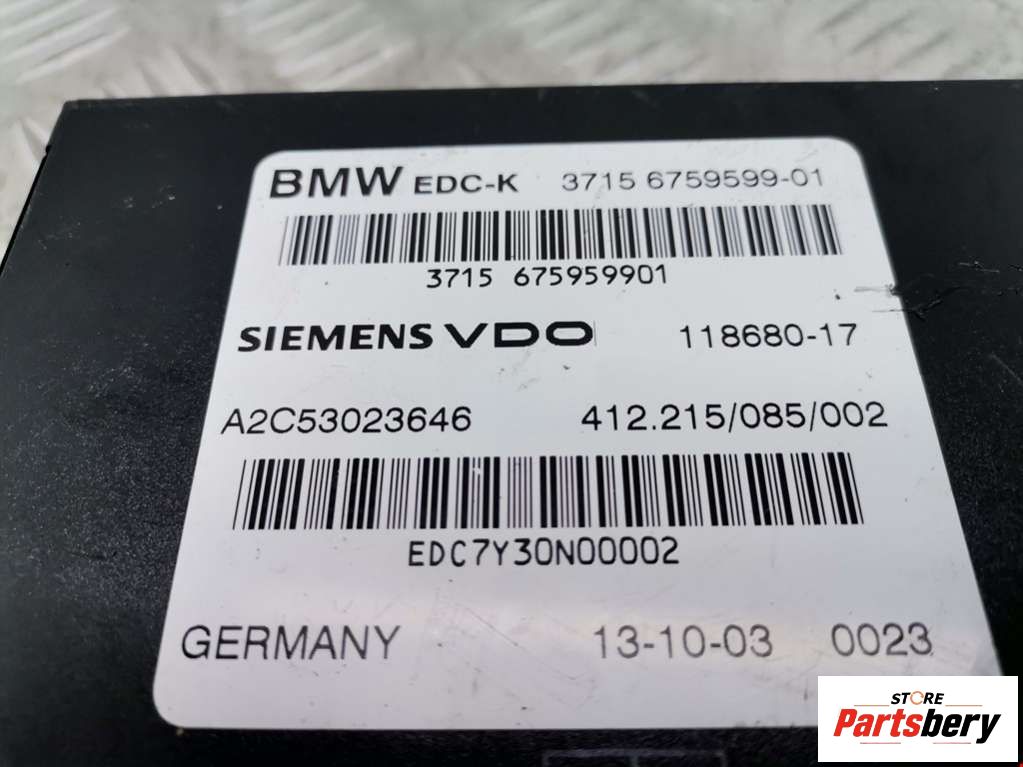 BMW EDC-K 3715 6759599-01
3715 675959901
SIEMENS VDO 118680-17
A2C53023646 412.215/085/002
EDC7Y30N00002
GERMANY 13-10-03 0023
STORE
Partsbery